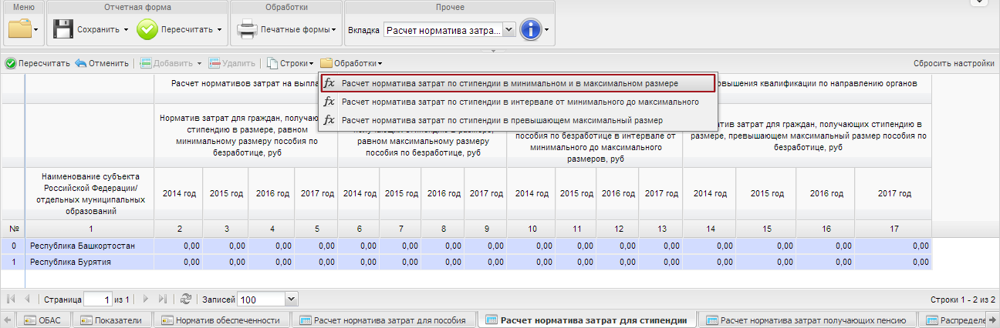 Меню
Отчетная форма
Обработки
Прочее
Сохранить
Пересчитать
Печатные формы
Вкладка
Расчет норматива затра...
Пересчитать
Отменить
Добавить
Удалить
Строки
Обработки
Сбросить настройки
Расчет нормативов затрат на выпла
овышения квалификации по направлению органов
fx Расчет норматива затрат по стипендии в минимальном и в максимальном размере
fx Расчет норматива затрат по стипендии в интервале от минимального до максимального
fx Расчет норматива затрат по стипендии в превышающем максимальный размер
Норматив затрат для граждан, получаю
стипендию в размере, равном
минимальному размеру пособия по
безработице, руб
равном максимальному размеру
пособия по безработице, руб
пособия по безработице в интервале от
минимального до максимального
размеров, руб
атив затрат для граждан, получающих стипендию в
размере, превышающем максимальный размер пособия по
безработице, руб
Наименование субъекта
Российской Федерации/
отдельных муниципальных
образований
2014 год 2015 год 2016 год 2017 год 2014 год 2015 год 2016 год 2017 год 2014 год 2011 год 2012 год 2013 год 2014 год 2015 год 2016 год 2017 год
№ 1 2 3 4 5 6 7 8 9 10 11 12 13 14 15 16 17
0 Республика Башкортостан 0,00 0,00 0,00 0,00 0,00 0,00 0,00 0,00 0,00 0,00 0,00 0,00 0,00 0,00 0,00 0,00
1 Республика Бурятия 0,00 0,00 0,00 0,00 0,00 0,00 0,00 0,00 0,00 0,00 0,00 0,00 0,00 0,00 0,00 0,00
Страница 1 из 1
Записей 100
Строки 1 - 2 из 2
ОБАС
Показатели
Норматив обеспеченности
Расчет норматива затрат для пособия
Расчет норматива затрат для стипендии
Расчет норматива затрат получающих пенсию
Распределе